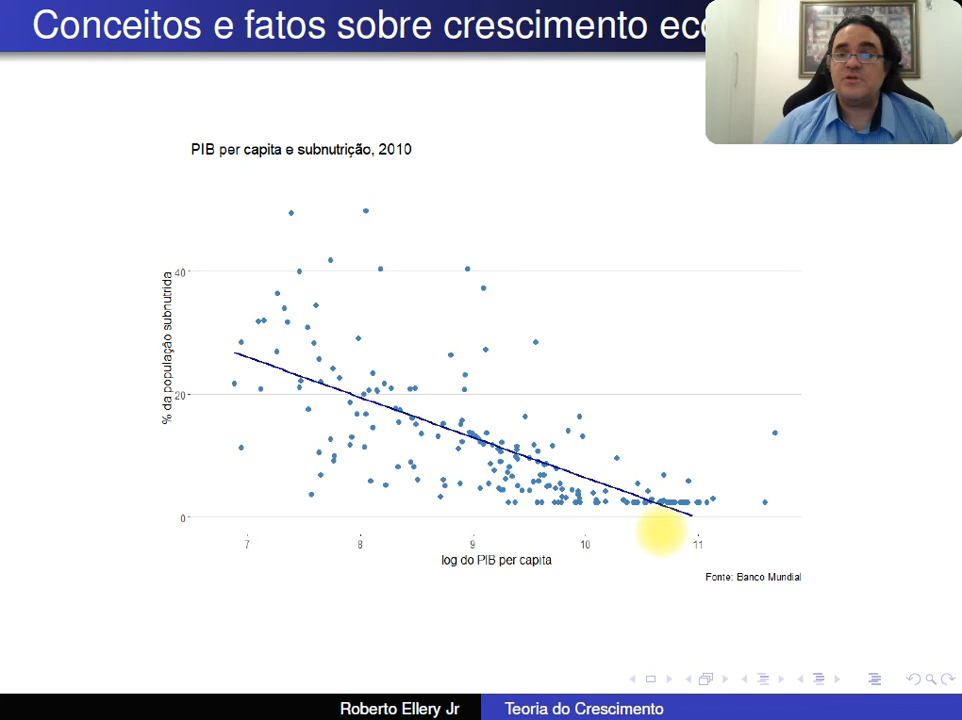 Conceitos e fatos sobre crescimento eco
PIB per capita e subnutrição, 2010
% da população subnutrida
40
20
0
7
8
9
10
11
log do PIB per capita
Fonte: Banco Mundial
Roberto Ellery Jr
Teoria do Crescimento